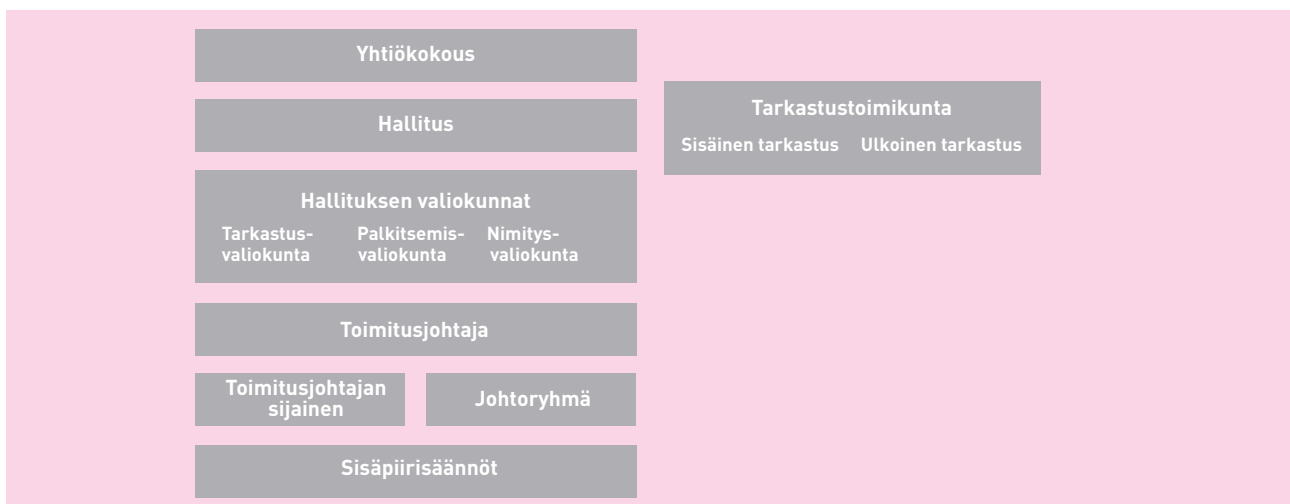 Yhtiökokous
Hallitus
Tarkastustoimikunta
Sisäinen tarkastus Ulkoinen tarkastus
Hallituksen valiokunnat
Tarkastus- Palkitsemis- Nimitys-
valiokunta valiokunta valiokunta
Toimitusjohtaja
Toimitusjohtajan
sijainen
Johtoryhmä
Sisäpiirisäännöt